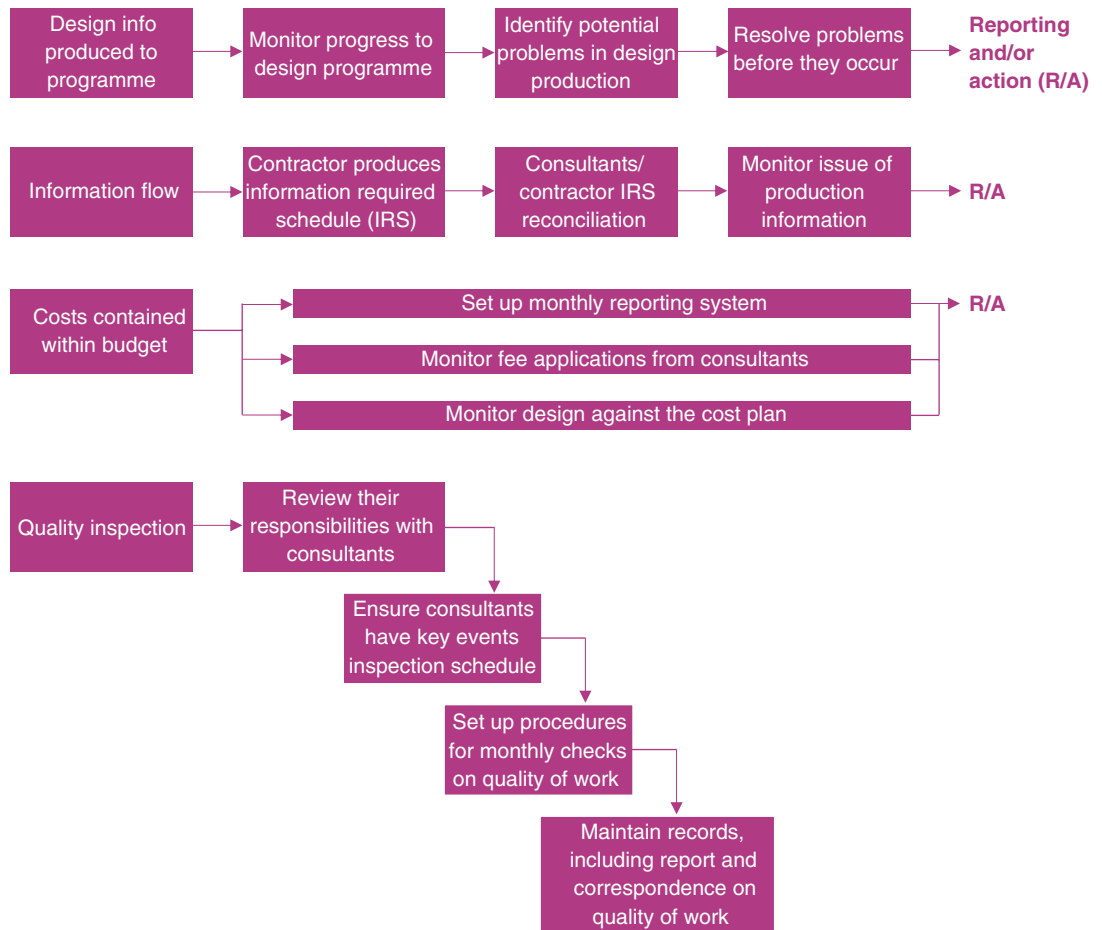 Design info
produced to
programme
Monitor progress to
design programme
Identify potential
problems in design
production
Resolve problems
before they occur
Reporting
and/or
action (R/A)
Information flow
Contractor produces
information required
schedule (IRS)
Consultants/
contractor IRS
reconciliation
Monitor issue of
production
information
R/A
Costs contained
within budget
Set up monthly reporting system
R/A
Monitor fee applications from consultants
Monitor design against the cost plan
Quality inspection
Review their
responsibilities with
consultants
Ensure consultants
have key events
inspection schedule
Set up procedures
for monthly checks
on quality of work
Maintain records,
including report and
correspondence on
quality of work